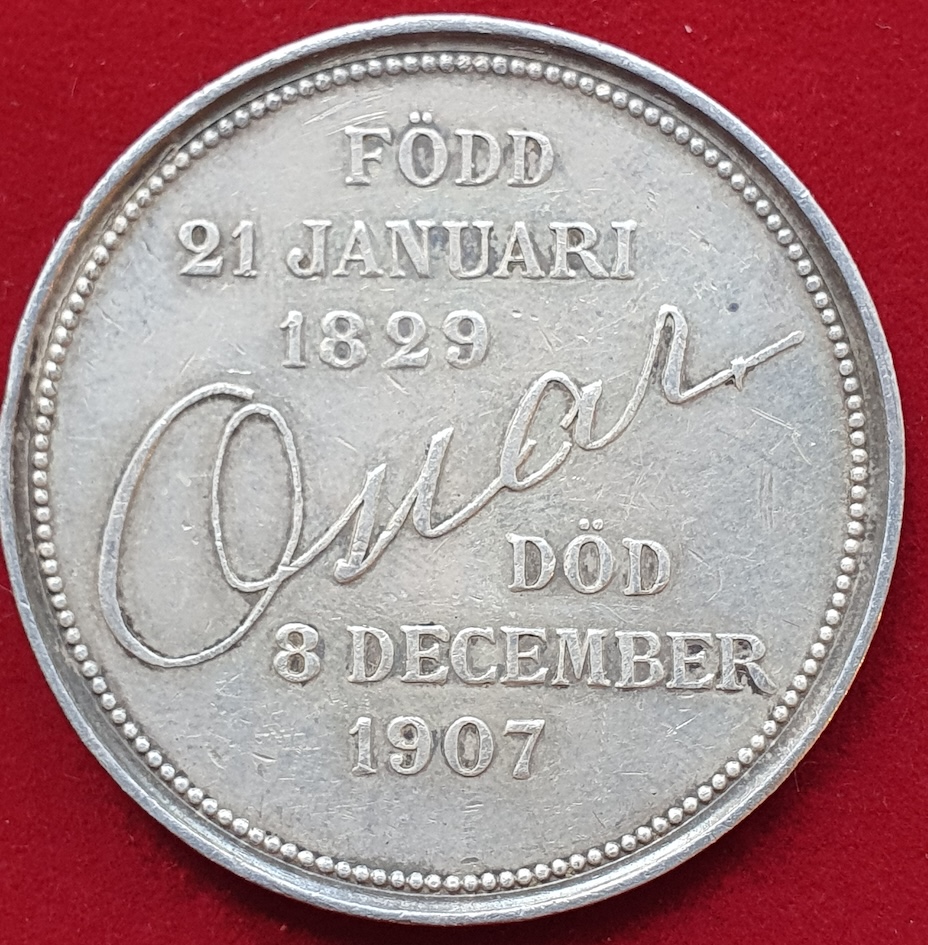 FÖDD
21 JANUARI
1829
Oscar
DÖD
8 DECEMBER
1907